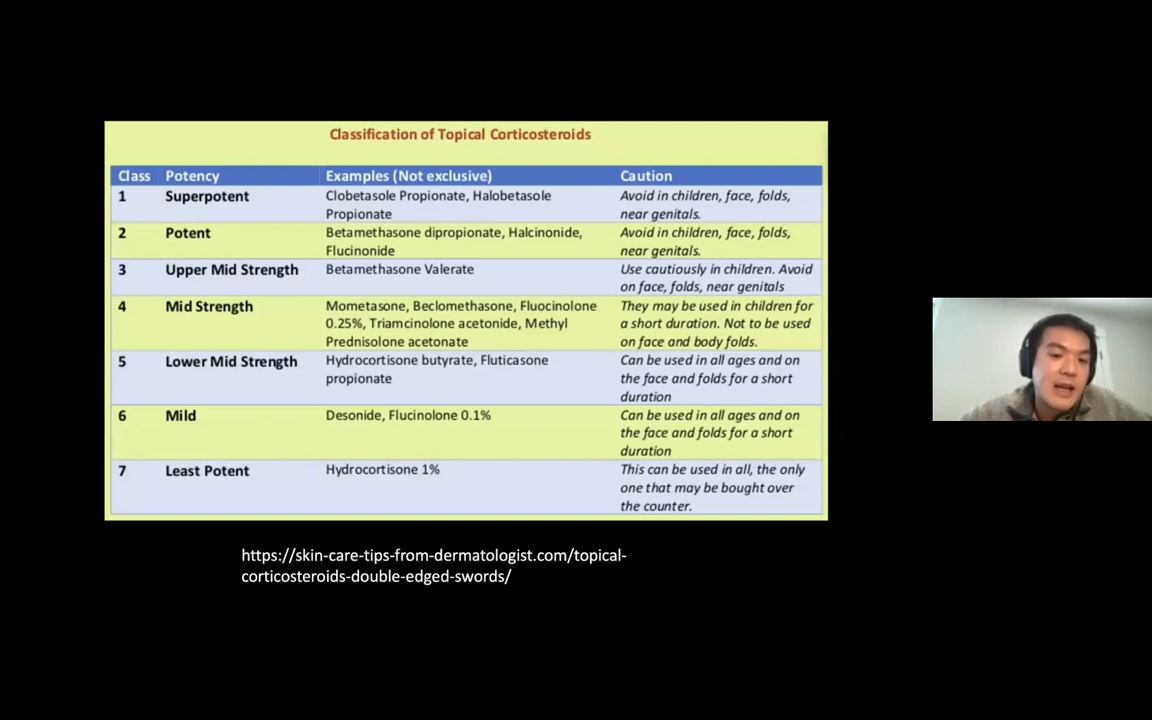 Classification of Topical Corticosteroids
Class Potency Examples (Not exclusive) Caution
1 Superpotent Clobetasole Propionate, Halobetasole Avoid in children, face, folds,
Propionate near genitals.
2 Potent Betamethasone dipropionate, Halcinonide, Avoid in children, face, folds,
Flucinonide near genitals.
3 Upper Mid Strength Betamethasone Valerate Use cautiously in children. Avoid
on face, folds, near genitals
4 Mid Strength Mometasone, Beclomethasone, Fluocinolone They may be used in children for
0.25%, Triamcinolone acetonide, Methyl a short duration. Not to be used
Prednisolone acetonate on face and body folds.
5 Lower Mid Strength Hydrocortisone butyrate, Fluticasone Can be used in all ages and on
propionate the face and folds for a short
duration
6 Mild Desonide, Flucinolone 0.1% Can be used in all ages and on
the face and folds for a short
duration
7 Least Potent Hydrocortisone 1% This can be used in all, the only
one that may be bought over
the counter.
https://skin-care-tips-from-dermatologist.com/topical-
corticosteroids-double-edged-swords/